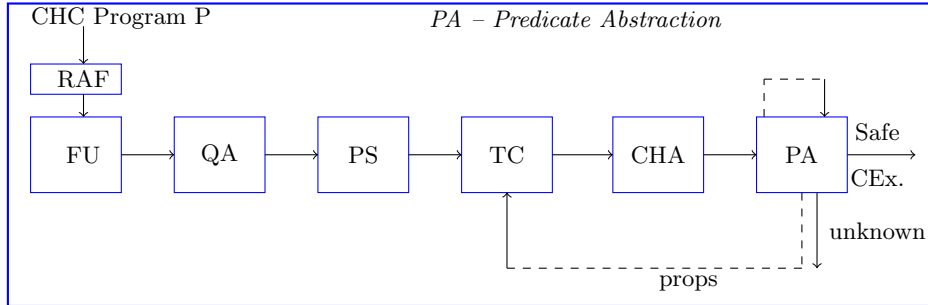 CHC Program P
PA – Predicate Abstraction
RAF
FU
QA
PS
TC
CHA
PA
Safe
CEx.
unknown
props